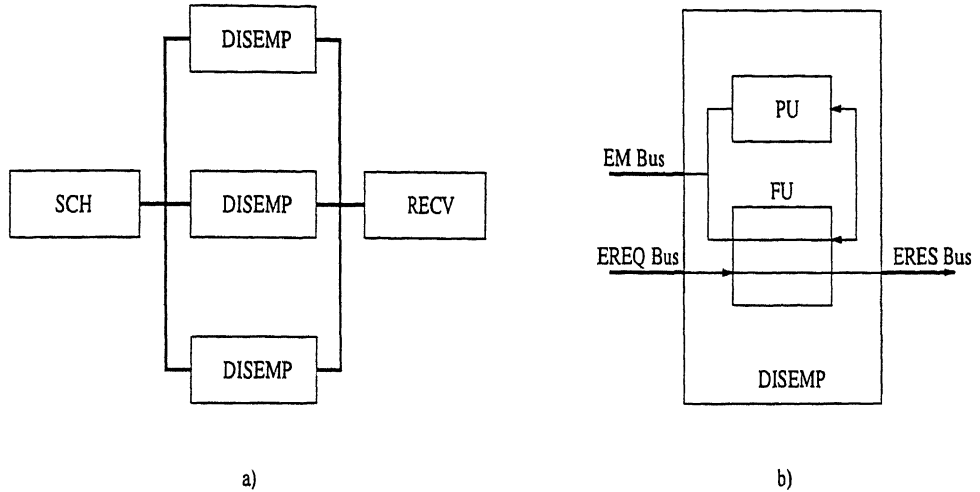 DISEMP
SCH
DISEMP
RECV
DISEMP
a)
PU
EM Bus
FU
EREQ Bus
ERES Bus
DISEMP
b)